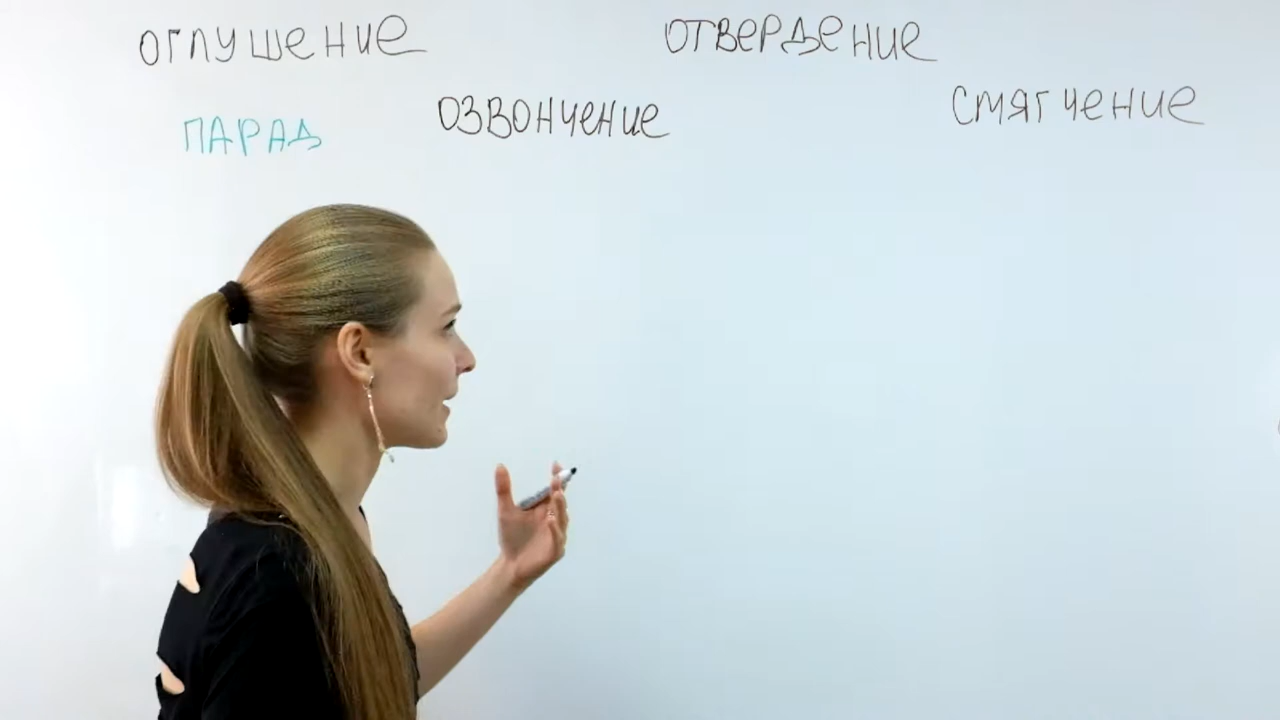 оглушение
отвердение
озвончение
смягчение
ПАРАД